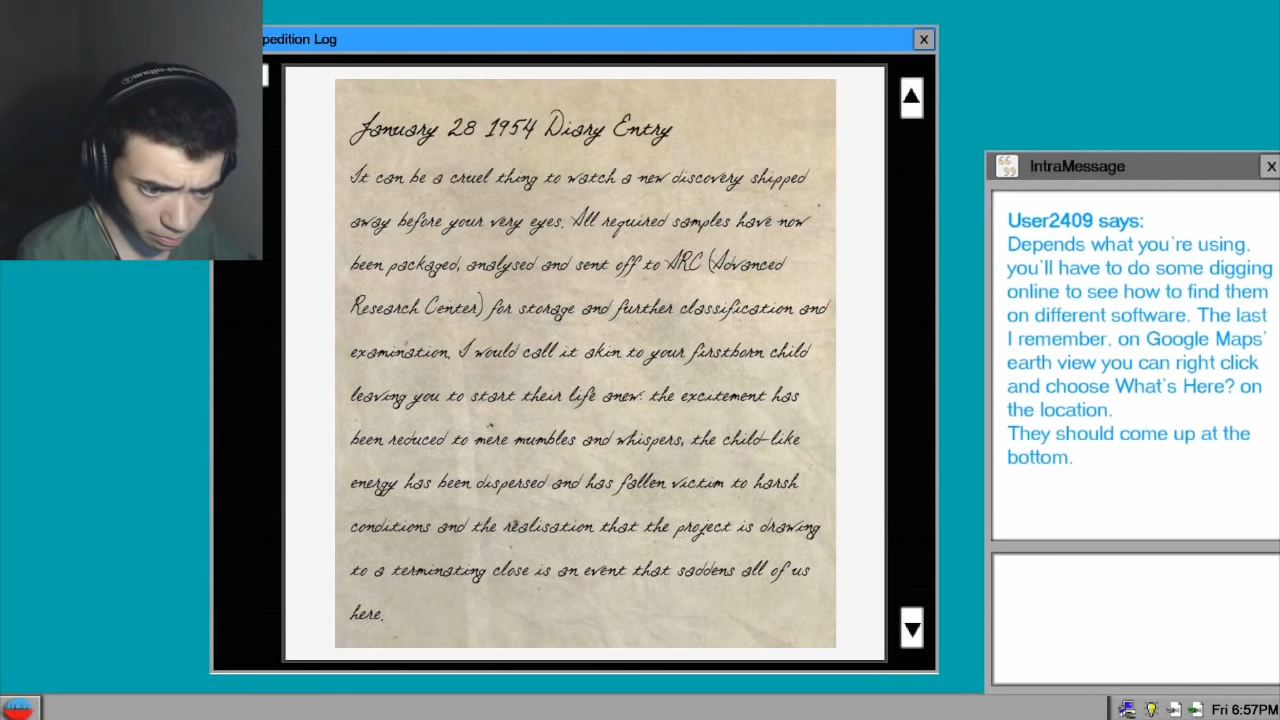 pedition Log
January 28 1954 Diary Entry
It can be a cruel thing to watch a new discovery shipped
away before your very eyes. All required samples have now
been packaged, analysed and sent off to ARC (Advanced
Research Center) for storage and further classification and
examination. I would call it akin to your firstborn child
leaving you to start their life anew: the excitement has
been reduced to mere mumbles and whispers, the child-like
energy has been dispersed and has fallen victim to harsh
conditions and the realisation that the project is drawing
to a terminating close is an event that saddens all of us
here.
IntraMessage
User2409 says:
Depends what you're using.
you'll have to do some digging
online to see how to find them
on different software. The last
I remember, on Google Maps'
earth view you can right click
and choose What's Here? on
the location.
They should come up at the
bottom.
Fri 6:57PM